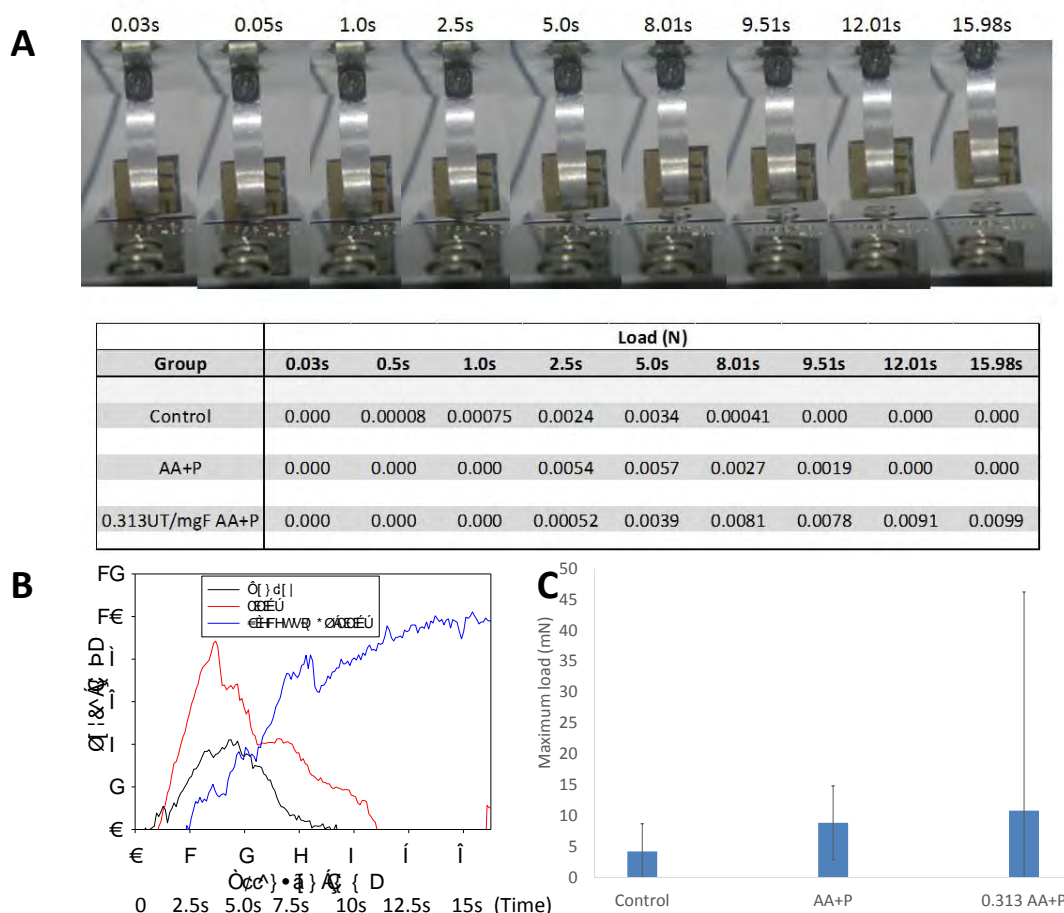 A
0.03s 0.05s 1.0s 2.5s 5.0s 8.01s 9.51s 12.01s 15.98s
Load (N)
Group 0.03s 0.5s 1.0s 2.5s 5.0s 8.01s 9.51s 12.01s 15.98s
Control 0.000 0.00008 0.00075 0.0024 0.0034 0.00041 0.000 0.000 0.000
AA+P 0.000 0.000 0.000 0.0054 0.0057 0.0027 0.0019 0.000 0.000
0.313UT/mgF AA+P 0.000 0.000 0.000 0.00052 0.0039 0.0081 0.0078 0.0091 0.0099
B
FG
F€
Ì
Î
I
G
€
€ F G H I Í Î
0 2.5s 5.0s 7.5s 10s 12.5s 15s (Time)
C
Maximum load (mN)
50
45
40
35
30
25
20
15
10
5
0
Control AA+P 0.313 AA+P